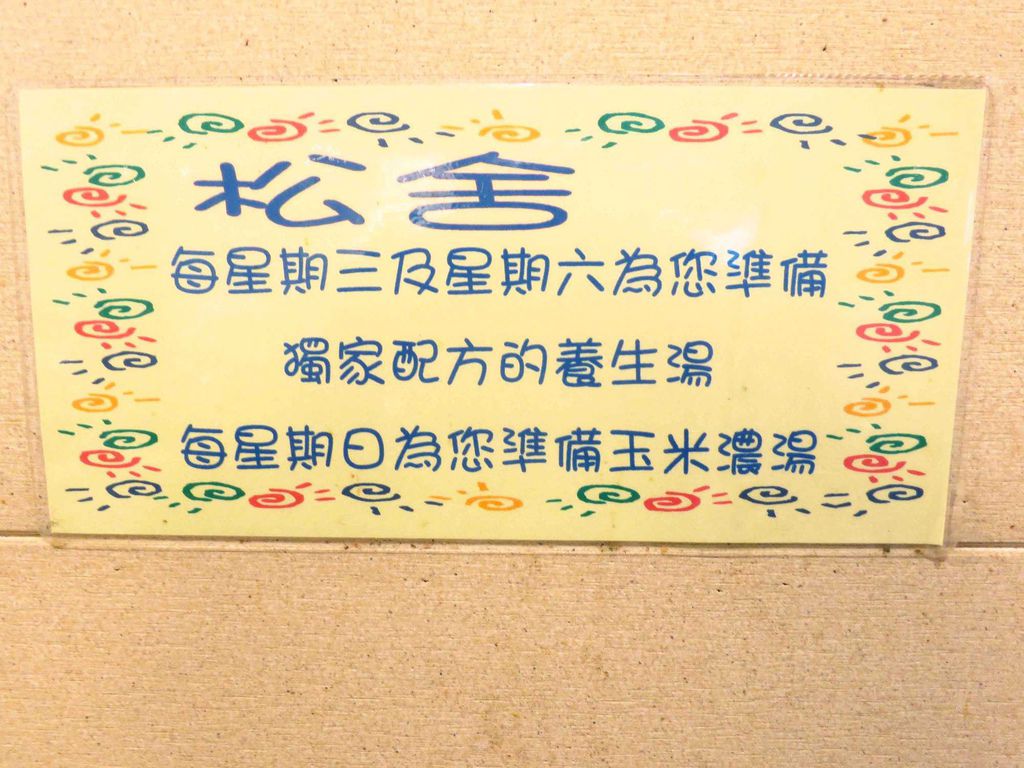 松舍
每星期三及星期六為您準備
獨家配方的養生湯
每星期日為您準備玉米濃湯